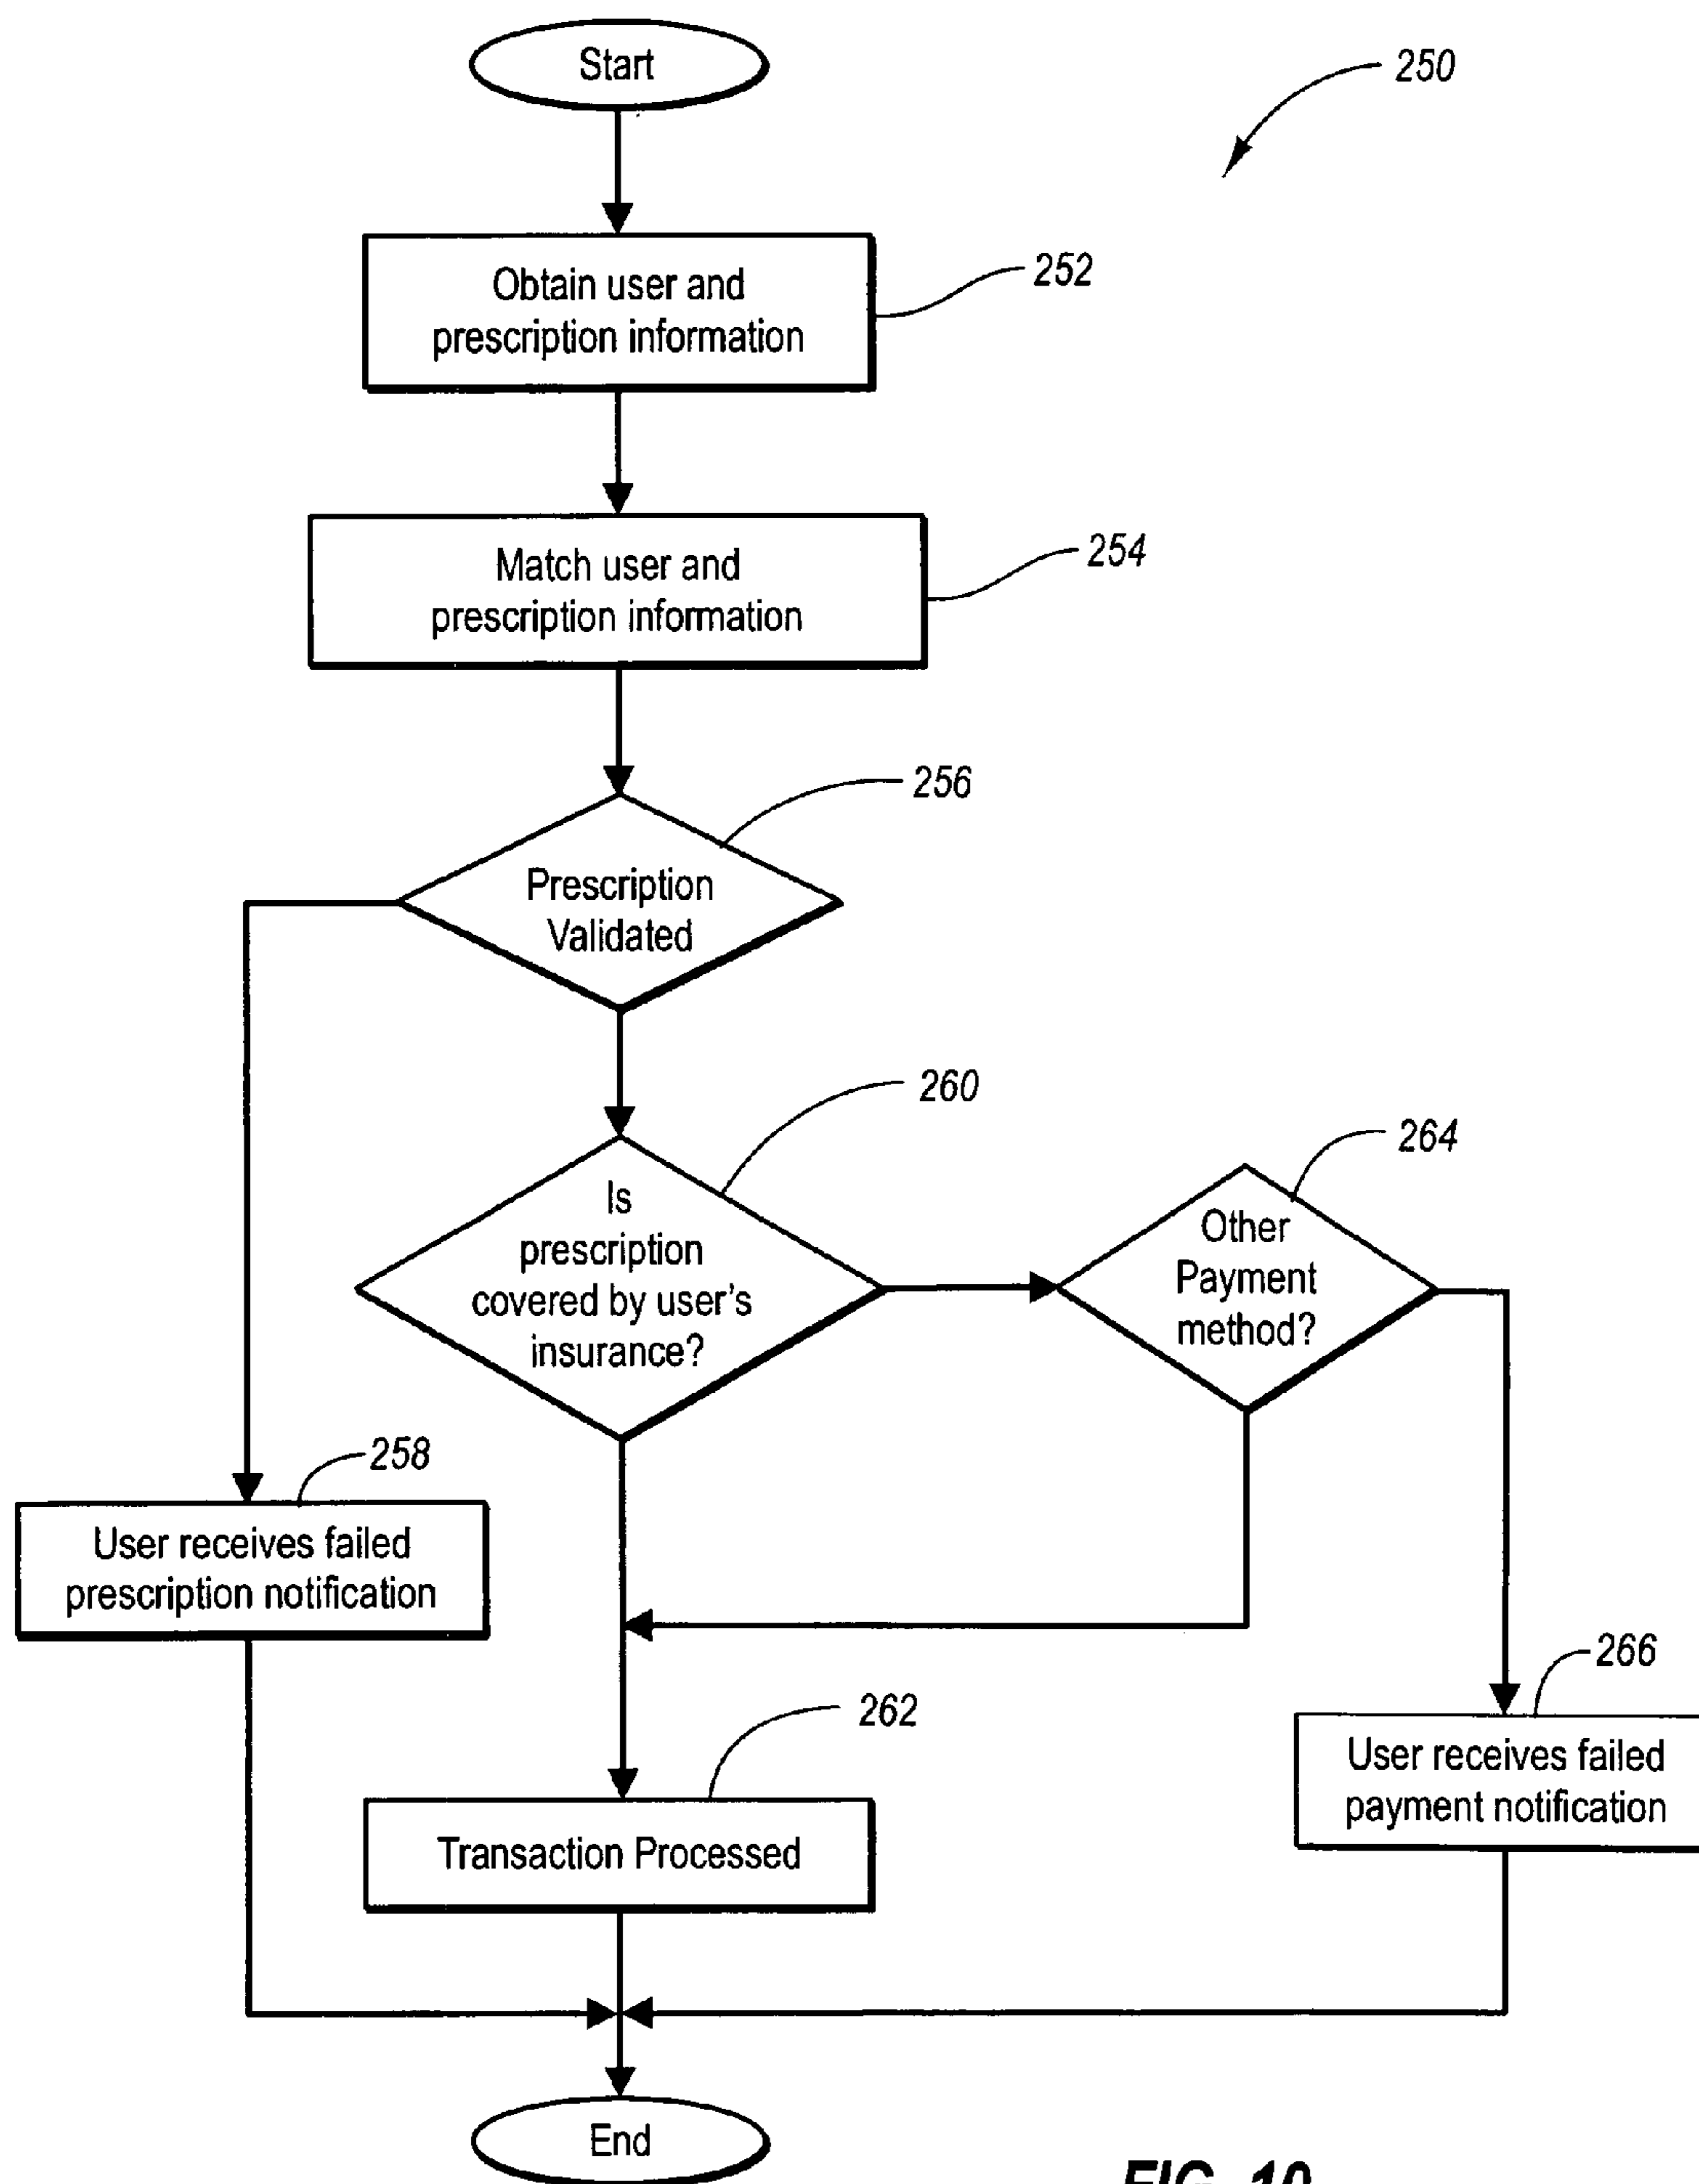 Start
250
Obtain user and
prescription information
252
Match user and
prescription information
254
256
Prescription
Validated
260
Is
prescription
covered by user's
insurance?
264
Other
Payment
method?
258
User receives failed
prescription notification
266
User receives failed
payment notification
262
Transaction Processed
End
FIG. 10